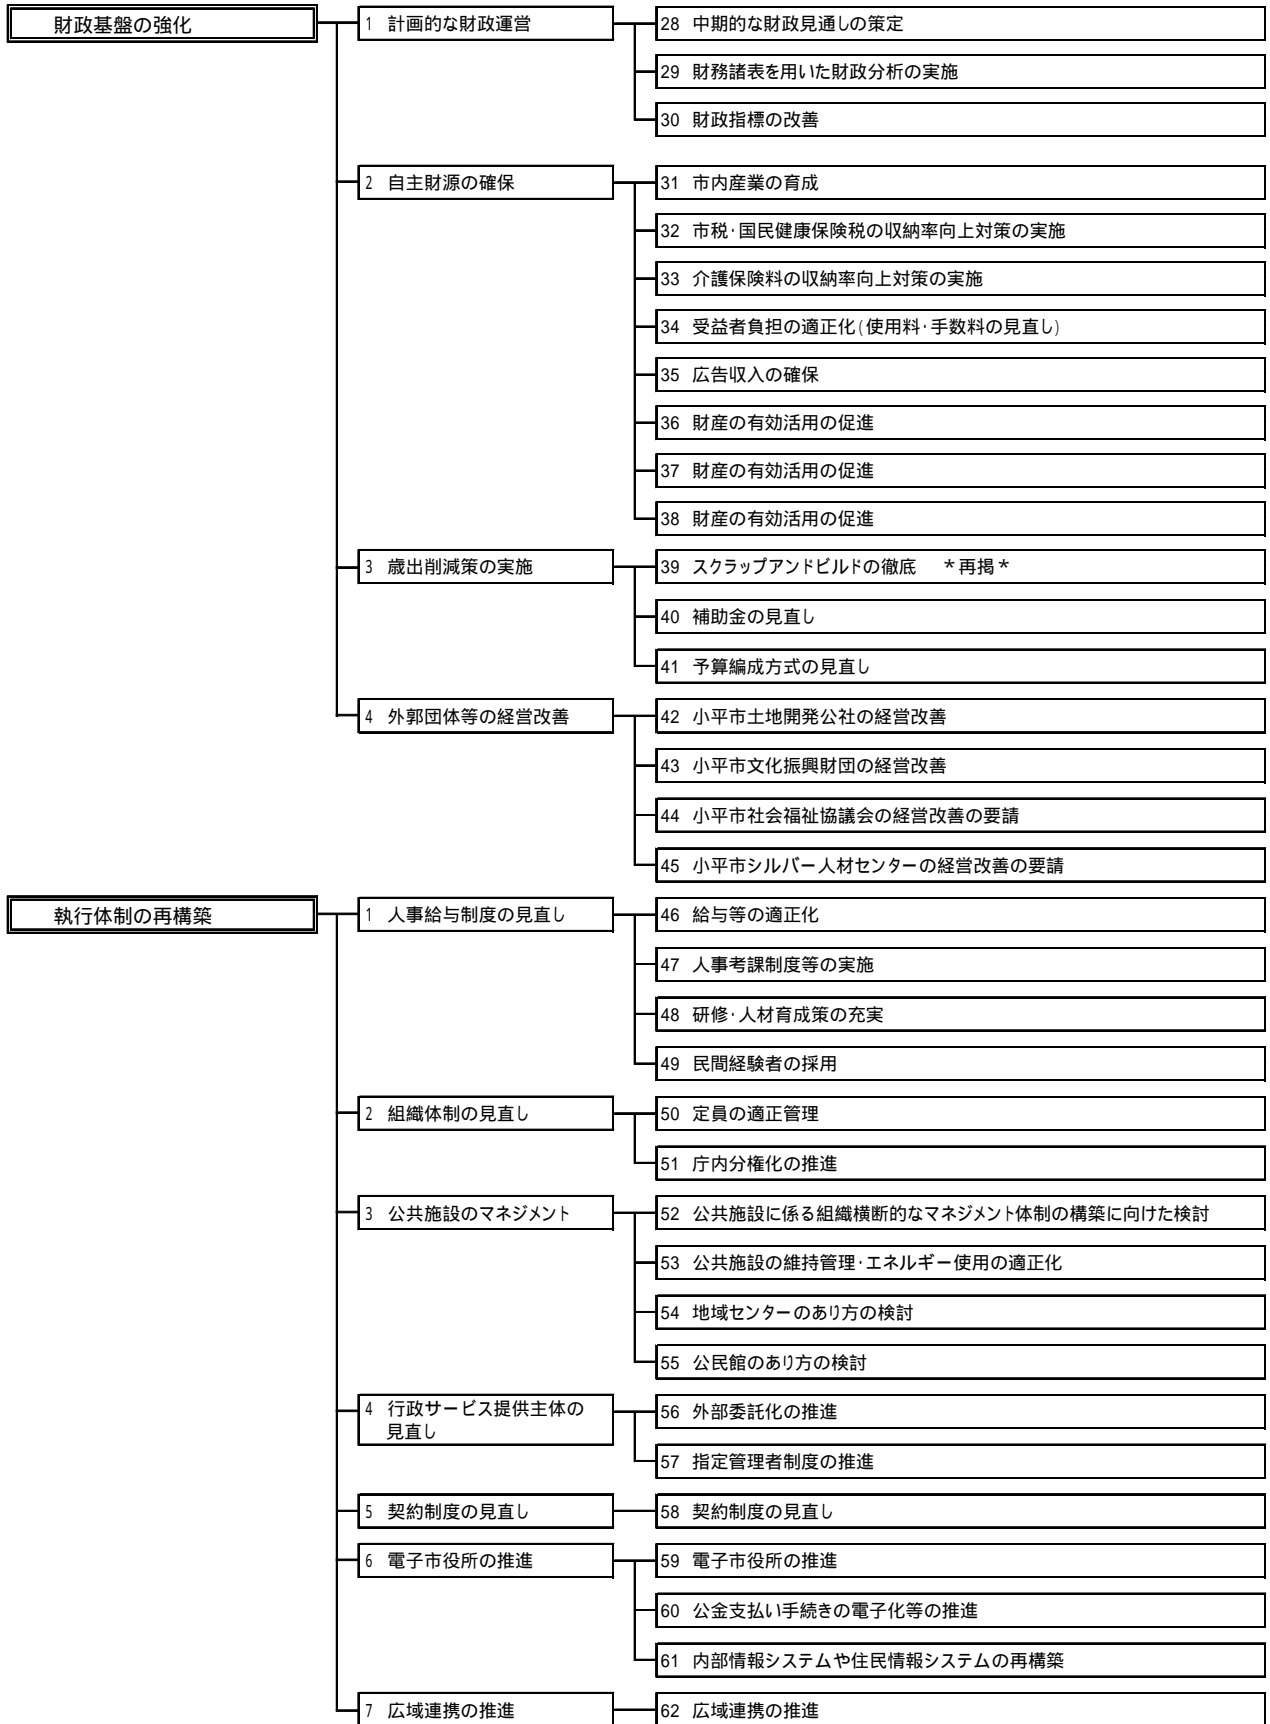 財政基盤の強化
1 計画的な財政運営
28 中期的な財政見通しの策定
29 財務諸表を用いた財政分析の実施
30 財政指標の改善
2 自主財源の確保
31 市内産業の育成
32 市税･国民健康保険税の収納率向上対策の実施
33 介護保険料の収納率向上対策の実施
34 受益者負担の適正化(使用料･手数料の見直し)
35 広告収入の確保
36 財産の有効活用の促進
37 財産の有効活用の促進
38 財産の有効活用の促進
3 歳出削減策の実施
39 スクラップアンドビルドの徹底 ＊再掲＊
40 補助金の見直し
41 予算編成方式の見直し
4 外郭団体等の経営改善
42 小平市土地開発公社の経営改善
43 小平市文化振興財団の経営改善
44 小平市社会福祉協議会の経営改善の要請
45 小平市シルバー人材センターの経営改善の要請
執行体制の再構築
1 人事給与制度の見直し
46 給与等の適正化
47 人事考課制度等の実施
48 研修･人材育成策の充実
49 民間経験者の採用
2 組織体制の見直し
50 定員の適正管理
51 庁内分権化の推進
3 公共施設のマネジメント
52 公共施設に係る組織横断的なマネジメント体制の構築に向けた検討
53 公共施設の維持管理･エネルギー使用の適正化
54 地域センターのあり方の検討
55 公民館のあり方の検討
4 行政サービス提供主体の
見直し
56 外部委託化の推進
57 指定管理者制度の推進
5 契約制度の見直し
58 契約制度の見直し
6 電子市役所の推進
59 電子市役所の推進
60 公金支払い手続きの電子化等の推進
61 内部情報システムや住民情報システムの再構築
7 広域連携の推進
62 広域連携の推進